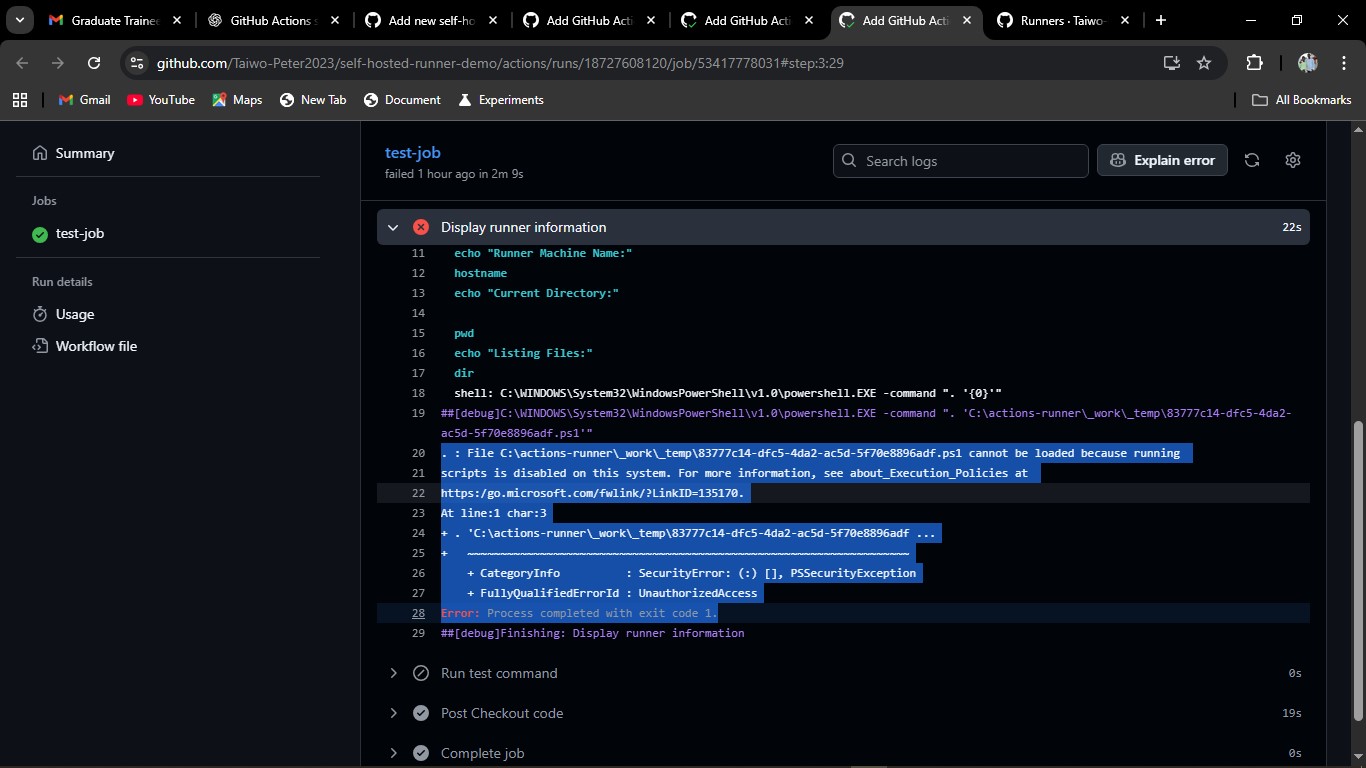 Graduate Trainee
GitHub Actions s
Add new self-ho
Add GitHub Acti
Add GitHub Acti
Add GitHub Acti
Runners · Taiwo-
github.com/Taiwo-Peter2023/self-hosted-runner-demo/actions/runs/18727608120/job/53417778031#step:3:29
Gmail
YouTube
Maps
New Tab
Document
Experiments
All Bookmarks
Summary
Jobs
test-job
Run details
Usage
Workflow file
test-job
failed 1 hour ago in 2m 9s
Search logs
Explain error
Display runner information
22s
11 echo "Runner Machine Name:"
12 hostname
13 echo "Current Directory:"
14
15 pwd
16 echo "Listing Files:"
17 dir
18 shell: C:\WINDOWS\System32\WindowsPowerShell\v1.0\powershell.EXE -command ". '{0}'"
19 ##[debug]C:\WINDOWS\System32\WindowsPowerShell\v1.0\powershell.EXE -command ". 'C:\actions-runner\_work\_temp\83777c14-dfc5-4da2-
ac5d-5f70e8896adf.ps1'"
20 . : File C:\actions-runner\_work\_temp\83777c14-dfc5-4da2-ac5d-5f70e8896adf.ps1 cannot be loaded because running
21 scripts is disabled on this system. For more information, see about_Execution_Policies at
22 https:/go.microsoft.com/fwlink/?LinkID=135170.
23 At line:1 char:3
24 + . 'C:\actions-runner\_work\_temp\83777c14-dfc5-4da2-ac5d-5f70e8896adf ...
25 +   ~~~~~~~~~~~~~~~~~~~~~~~~~~~~~~~~~~~~~~~~~~~~~~~~~~~~~~~~~~~~~~~~~~~
26 + CategoryInfo          : SecurityError: (:) [], PSSecurityException
27 + FullyQualifiedErrorId : UnauthorizedAccess
28 Error: Process completed with exit code 1.
29 ##[debug]Finishing: Display runner information
Run test command
0s
Post Checkout code
19s
Complete job
0s